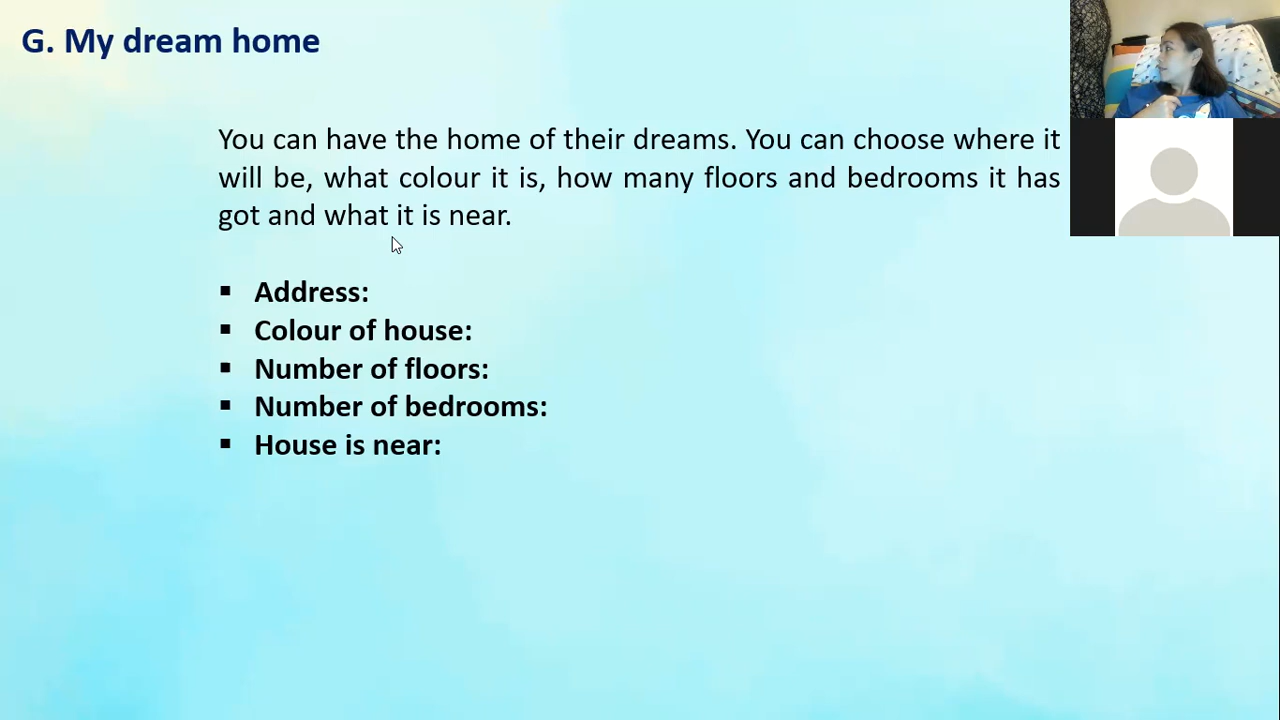 G. My dream home
You can have the home of their dreams. You can choose where it
will be, what colour it is, how many floors and bedrooms it has
got and what it is near.
▪ Address:
▪ Colour of house:
▪ Number of floors:
▪ Number of bedrooms:
▪ House is near: